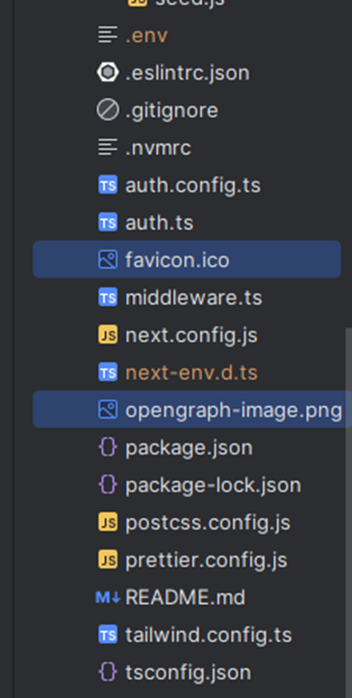 JS seed.js
.env
.eslintrc.json
.gitignore
.nvmrc
TS auth.config.ts
TS auth.ts
favicon.ico
TS middleware.ts
JS next.config.js
TS next-env.d.ts
opengraph-image.png
{} package.json
{} package-lock.json
JS postcss.config.js
JS prettier.config.js
M↓ README.md
TS tailwind.config.ts
{} tsconfig.json